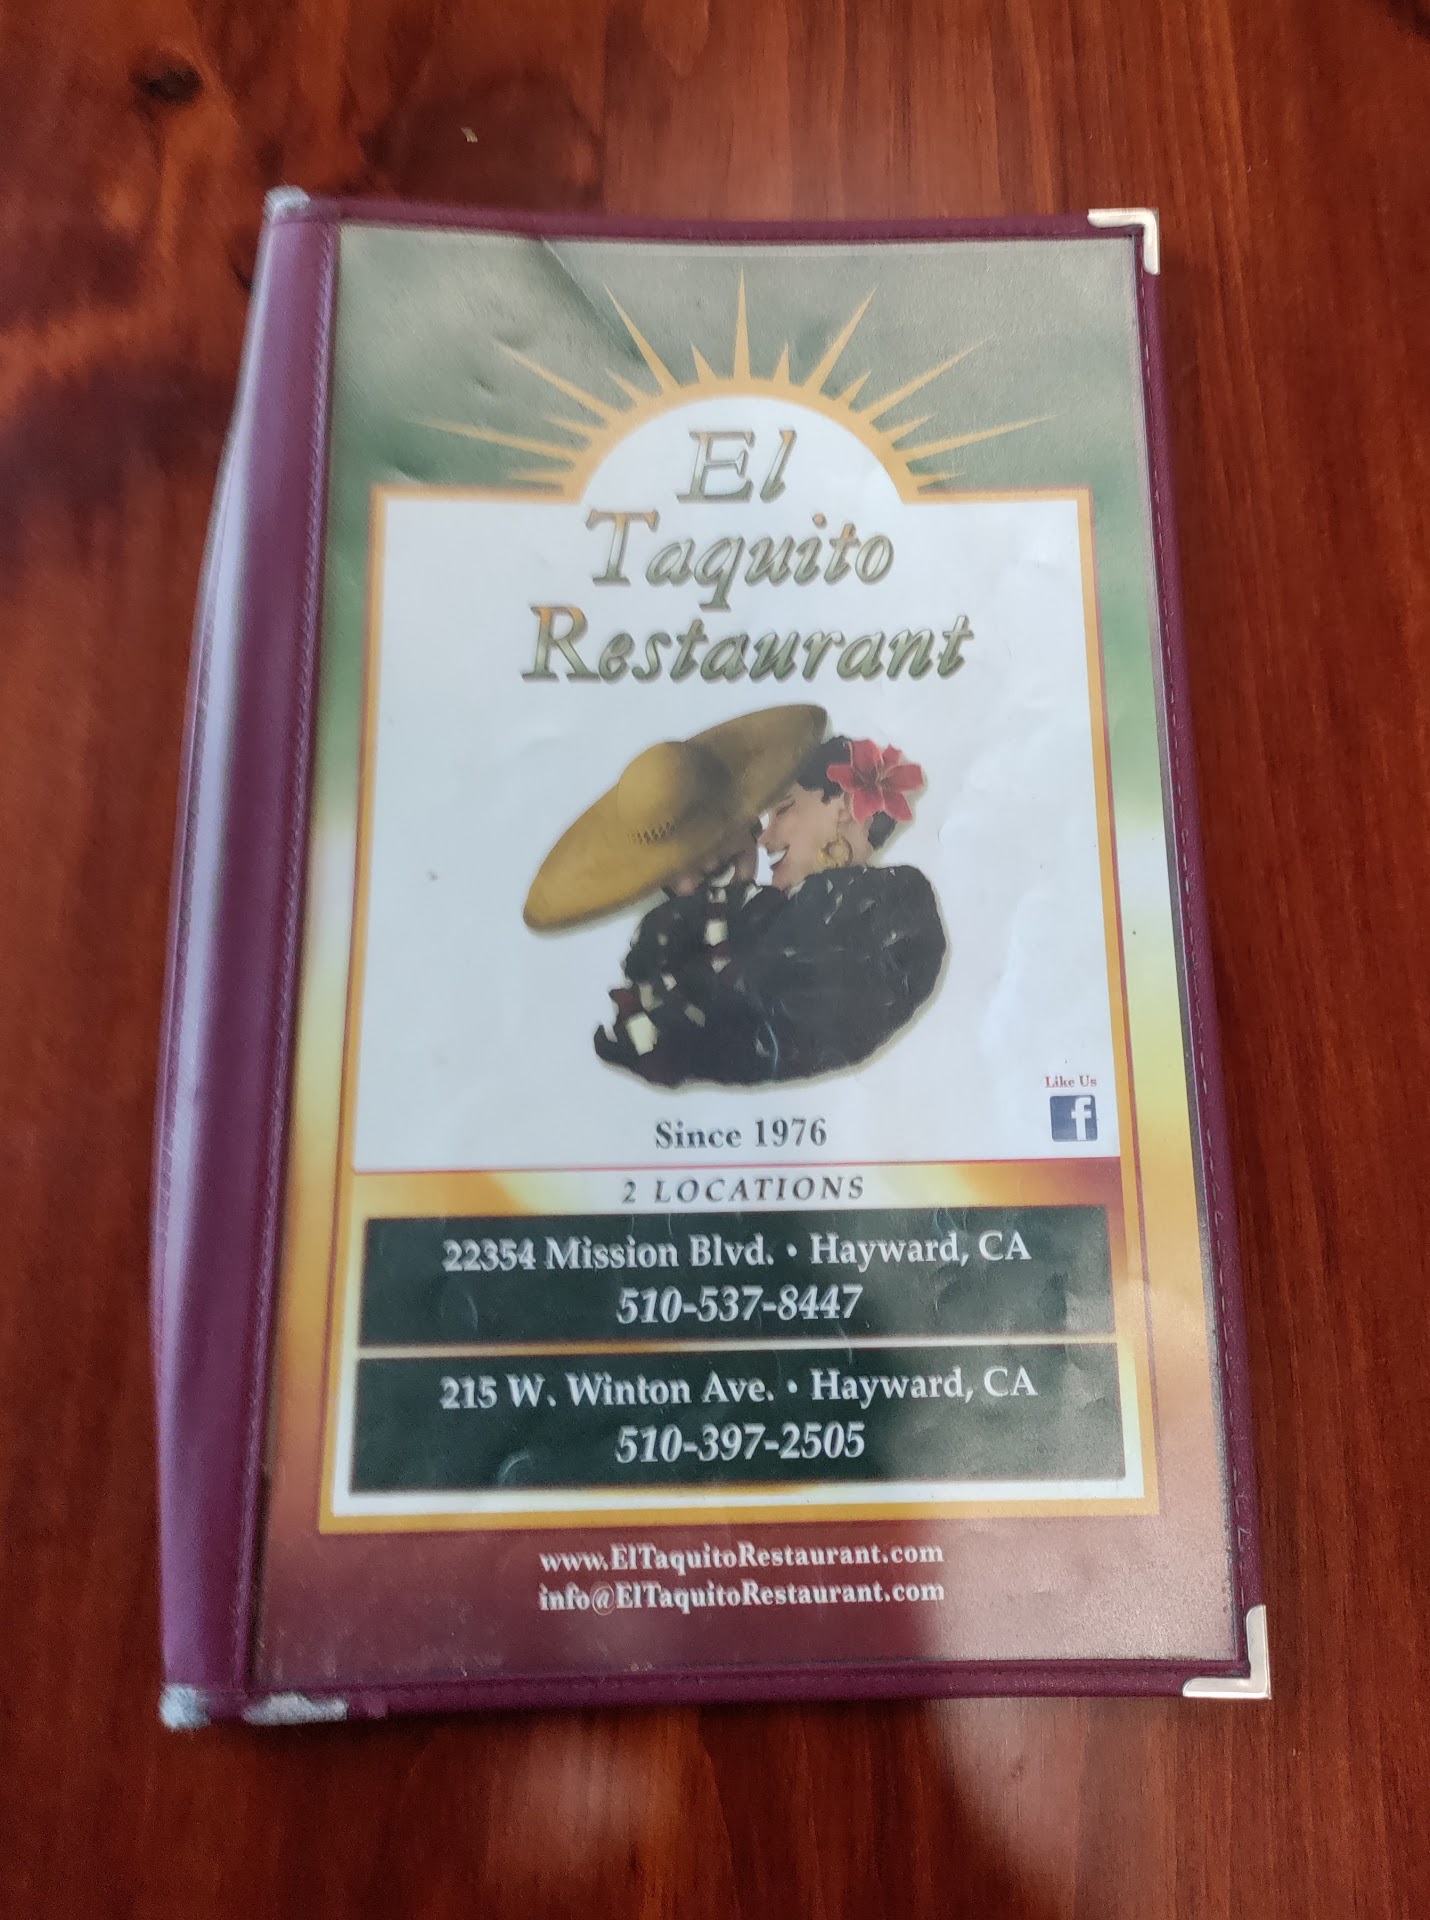 El
Taquito
Restaurant
Like Us
f
Since 1976
2 LOCATIONS
22354 Mission Blvd. • Hayward, CA
510-537-8447
215 W. Winton Ave. • Hayward, CA
510-397-2505
www.ElTaquitoRestaurant.com
info@ElTaquitoRestaurant.com